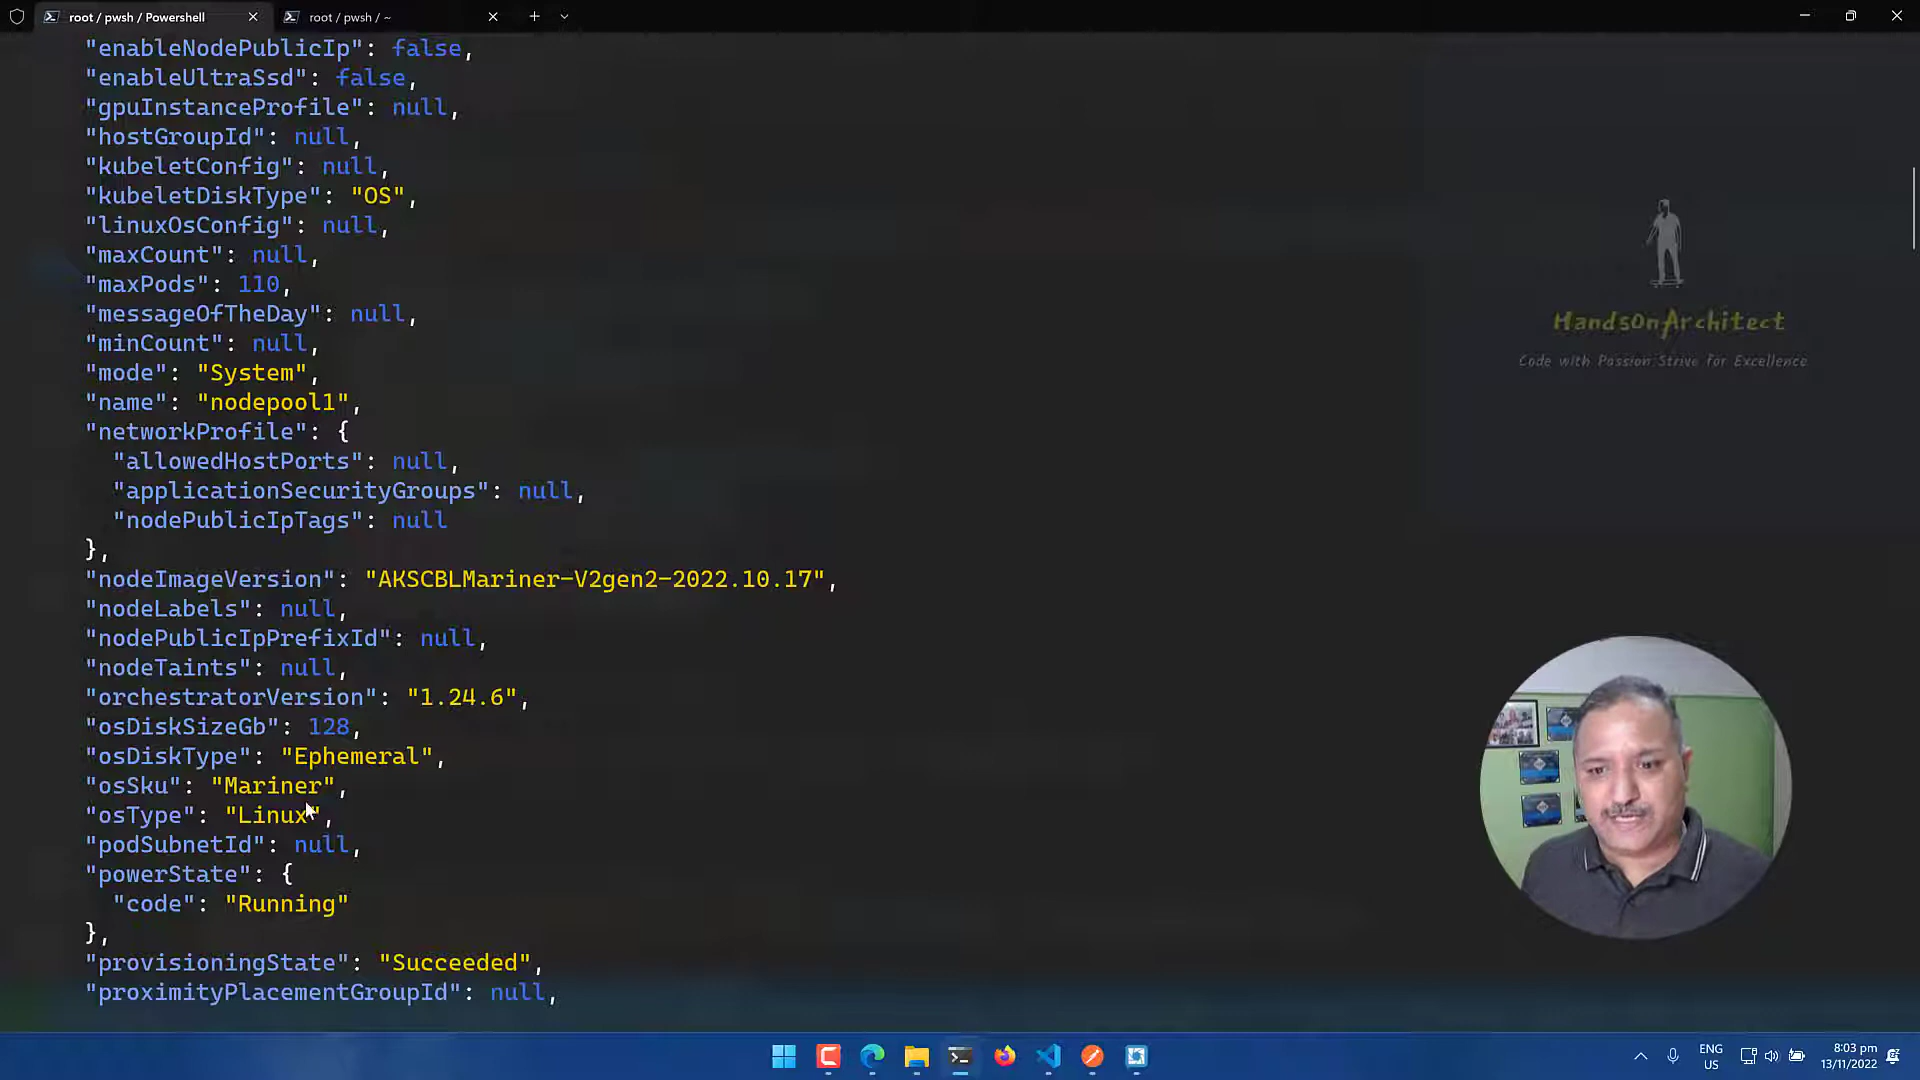 root / pwsh / Powershell
root / pwsh / ~
"enableNodePublicIp": false,
"enableUltraSsd": false,
"gpuInstanceProfile": null,
"hostGroupId": null,
"kubeletConfig": null,
"kubeletDiskType": "OS",
"linuxOsConfig": null,
"maxCount": null,
"maxPods": 110,
"messageOfTheDay": null,
"minCount": null,
"mode": "System",
"name": "nodepool1",
"networkProfile": {
"allowedHostPorts": null,
"applicationSecurityGroups": null,
"nodePublicIpTags": null
},
"nodeImageVersion": "AKSCBLMariner-V2gen2-2022.10.17",
"nodeLabels": null,
"nodePublicIpPrefixId": null,
"nodeTaints": null,
"orchestratorVersion": "1.24.6",
"osDiskSizeGb": 128,
"osDiskType": "Ephemeral",
"osSku": "Mariner",
"osType": "Linux",
"podSubnetId": null,
"powerState": {
"code": "Running"
},
"provisioningState": "Succeeded",
"proximityPlacementGroupId": null,
HandsOnArchitect
Code with Passion Strive for Excellence
ENG
US
8:03 pm
13/11/2022